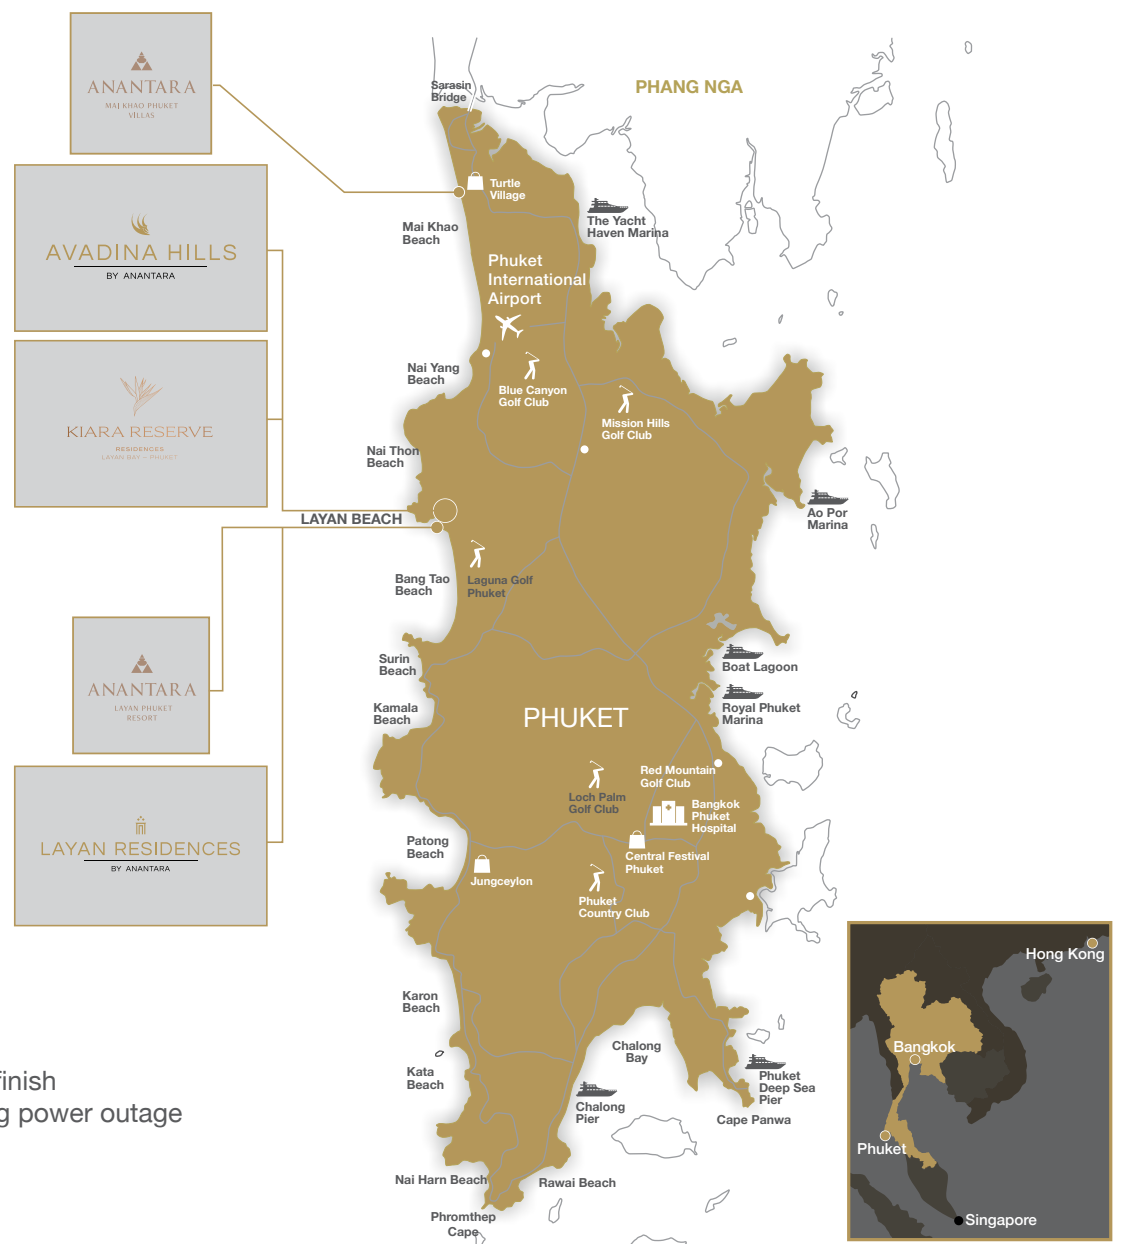 ANANTARA
MAI KHAO PHUKET
VILLAS
AVADINA HILLS
BY ANANTARA
KIARA RESERVE
RESIDENCES
LAYAN BAY – PHUKET
ANANTARA
LAYAN PHUKET
RESORT
LAYAN RESIDENCES
BY ANANTARA
finish
g power outage
PHANG NGA
Sarasin
Bridge
Turtle
Village
The Yacht
Haven Marina
Mai Khao
Beach
Phuket
International
Airport
Nai Yang
Beach
Blue Canyon
Golf Club
Mission Hills
Golf Club
Nai Thon
Beach
Ao Por
Marina
LAYAN BEACH
Bang Tao
Beach
Laguna Golf
Phuket
Surin
Beach
Boat Lagoon
Kamala
Beach
Royal Phuket
Marina
PHUKET
Red Mountain
Golf Club
Loch Palm
Golf Club
Bangkok
Phuket
Hospital
Patong
Beach
Central Festival
Phuket
Jungceylon
Phuket
Country Club
Karon
Beach
Chalong
Bay
Kata
Beach
Phuket
Deep Sea
Pier
Chalong
Pier
Cape Panwa
Nai Harn Beach
Rawai Beach
Phromthep
Cape
Hong Kong
Bangkok
Phuket
Singapore